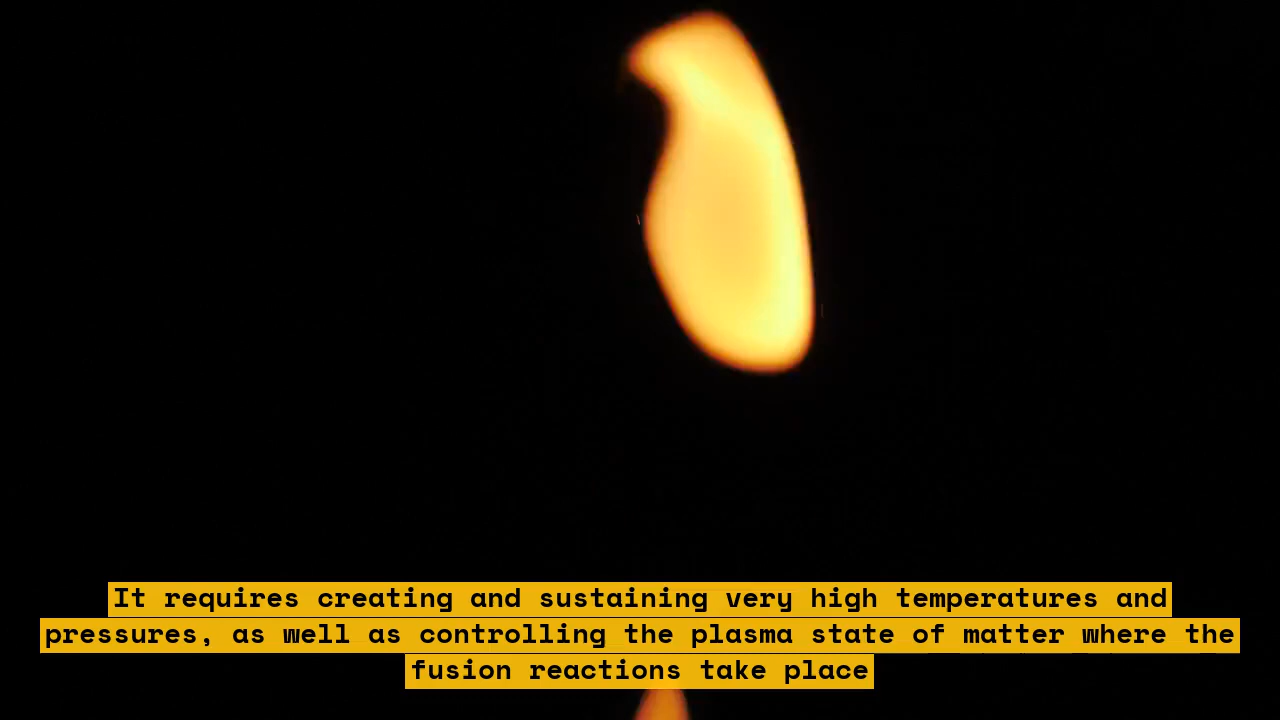 It requires creating and sustaining very high temperatures and
pressures, as well as controlling the plasma state of matter where the
fusion reactions take place